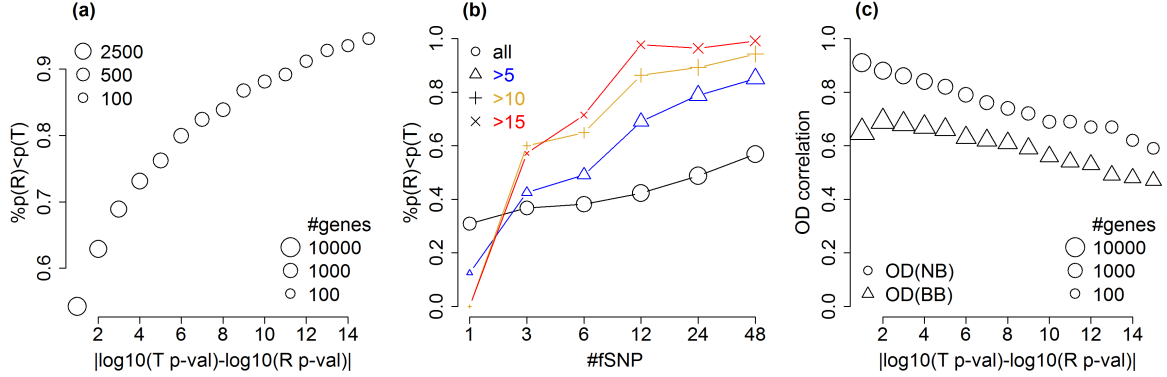 (a)
2500
500
100
%p(R)<p(T)
0.6 0.7 0.8 0.9
#genes
10000
1000
100
2 4 6 8 10 12 14
|log10(T p-val)-log10(R p-val)|
(b)
all
>5
>10
>15
%p(R)<p(T)
0.0 0.2 0.4 0.6 0.8 1.0
1 3 6 12 24 48
#fSNP
(c)
OD correlation
0.0 0.2 0.4 0.6 0.8 1.0
#genes
10000
1000
100
OD(NB)
OD(BB)
2 4 6 8 10 12 14
|log10(T p-val)-log10(R p-val)|